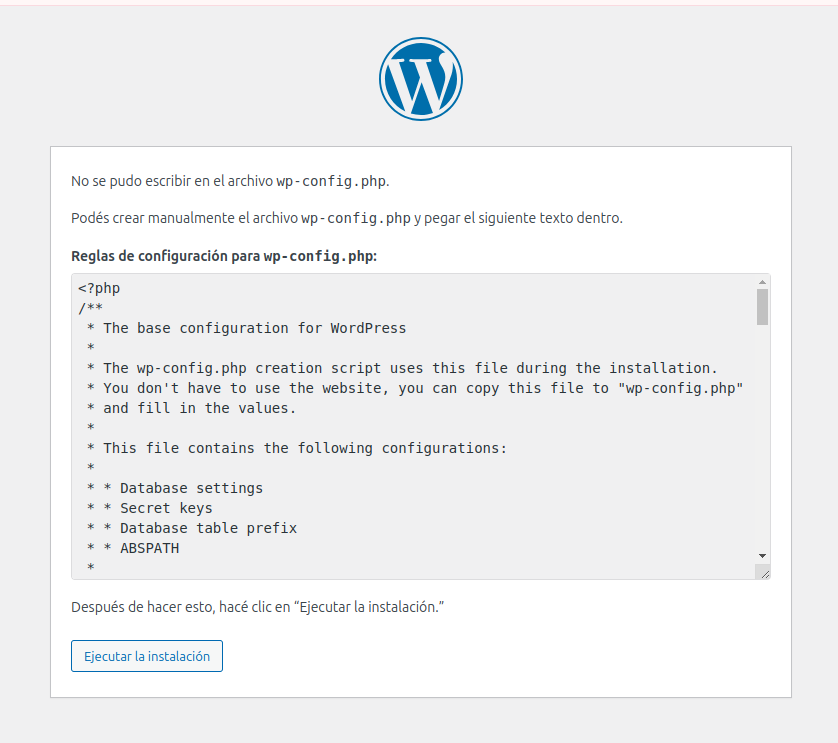 No se pudo escribir en el archivo wp-config.php.
Podés crear manualmente el archivo wp-config.php y pegar el siguiente texto dentro.
Reglas de configuración para wp-config.php:
<?php
/**
 * The base configuration for WordPress
 *
 * The wp-config.php creation script uses this file during the installation.
 * You don't have to use the website, you can copy this file to "wp-config.php"
 * and fill in the values.
 *
 * This file contains the following configurations:
 *
 * * Database settings
 * * Secret keys
 * * Database table prefix
 * * ABSPATH
 *
Después de hacer esto, hacé clic en “Ejecutar la instalación.”
Ejecutar la instalación